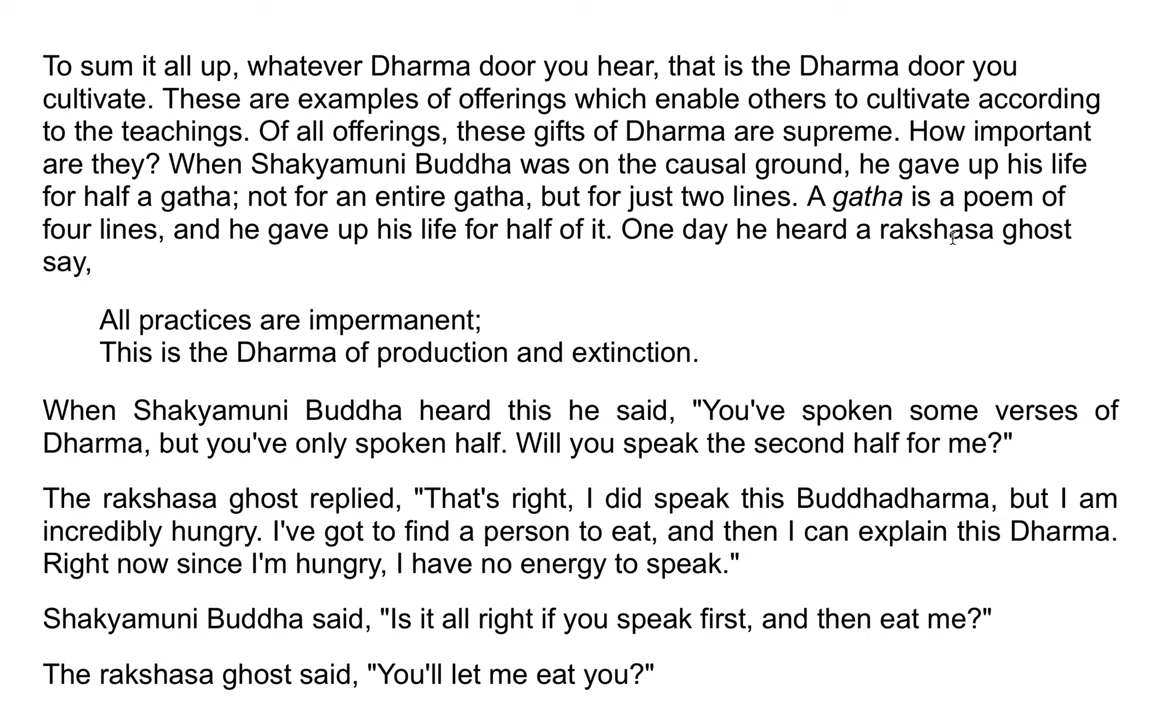 To sum it all up, whatever Dharma door you hear, that is the Dharma door you
cultivate. These are examples of offerings which enable others to cultivate according
to the teachings. Of all offerings, these gifts of Dharma are supreme. How important
are they? When Shakyamuni Buddha was on the causal ground, he gave up his life
for half a gatha; not for an entire gatha, but for just two lines. A gatha is a poem of
four lines, and he gave up his life for half of it. One day he heard a rakshasa ghost
say,
All practices are impermanent;
This is the Dharma of production and extinction.
When Shakyamuni Buddha heard this he said, "You've spoken some verses of
Dharma, but you've only spoken half. Will you speak the second half for me?"
The rakshasa ghost replied, "That's right, I did speak this Buddhadharma, but I am
incredibly hungry. I've got to find a person to eat, and then I can explain this Dharma.
Right now since I'm hungry, I have no energy to speak."
Shakyamuni Buddha said, "Is it all right if you speak first, and then eat me?"
The rakshasa ghost said, "You'll let me eat you?"